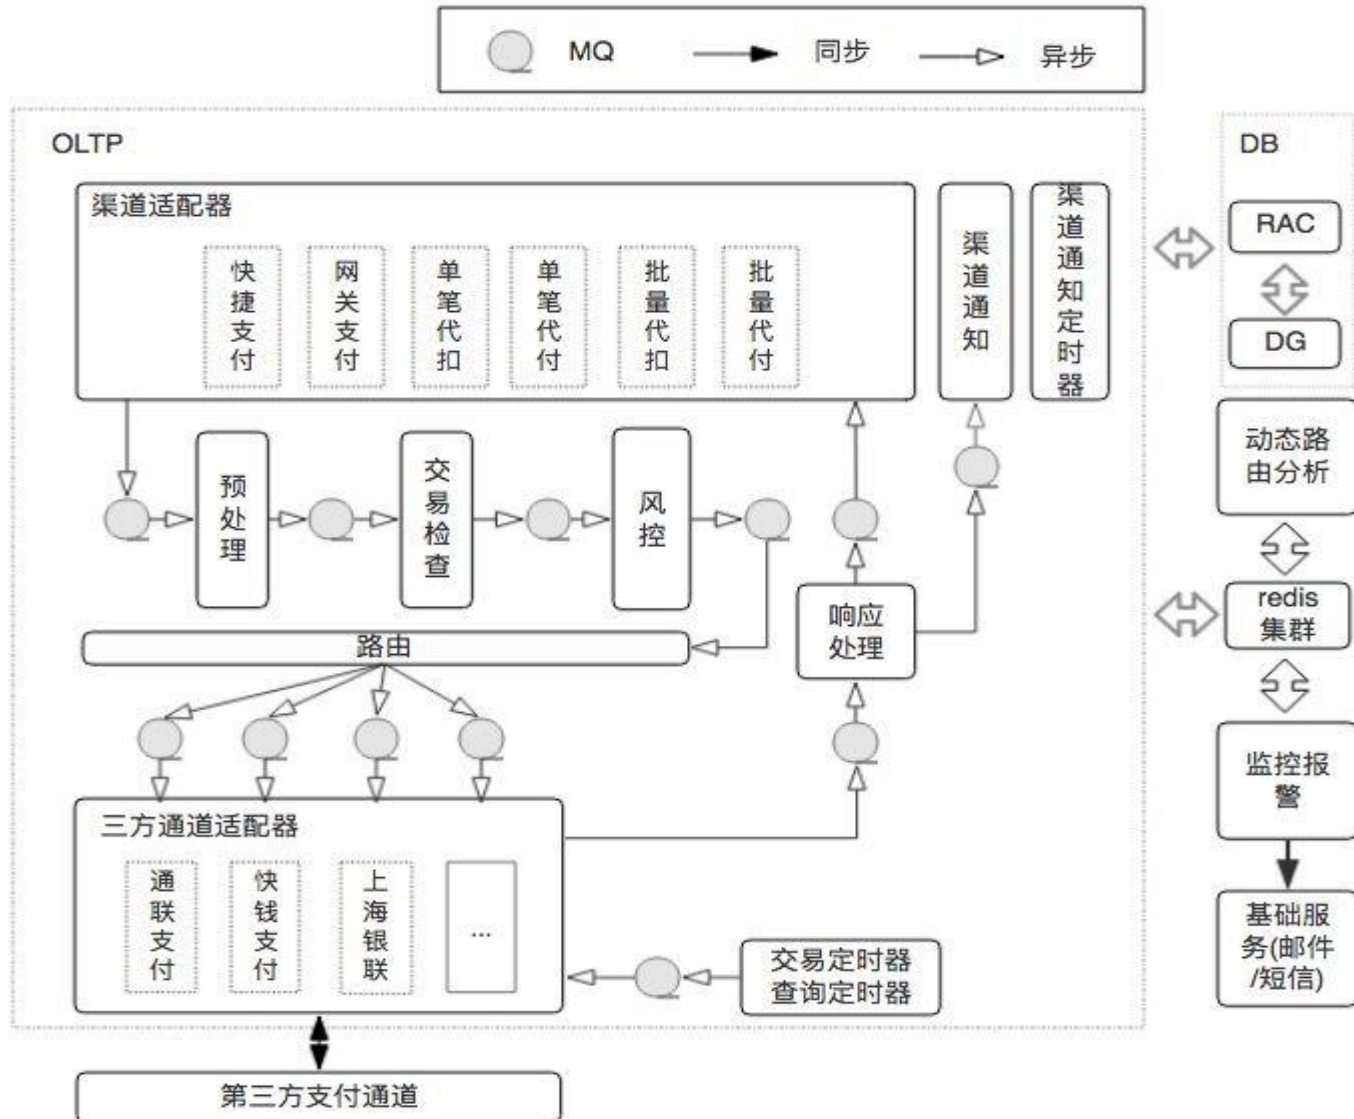 MQ
同步
异步
OLTP
渠道适配器
快捷支付
网关支付
单笔代扣
单笔代付
批量代扣
批量代付
渠道通知
渠道通知定时器
DB
RAC
DG
预处理
交易检查
风控
动态路
由分析
路由
响应
处理
redis
集群
三方通道适配器
通联支付
快钱支付
上海银联
...
监控报
警
交易定时器
查询定时器
基础服
务(邮件
/短信)
第三方支付通道